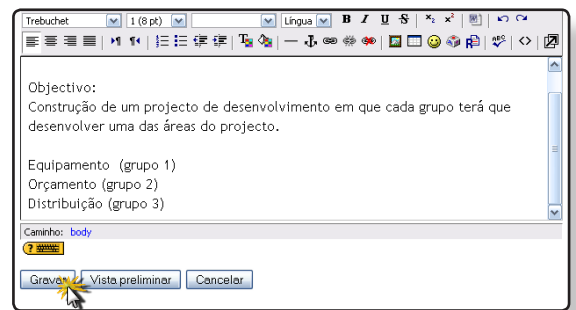 Trebuchet 1 (8 pt) Língua B I U S ×₂ ×²
Objectivo:
Construção de um projecto de desenvolvimento em que cada grupo terá que
desenvolver uma das áreas do projecto.
Equipamento (grupo 1)
Orçamento (grupo 2)
Distribuição (grupo 3)
Caminho: body
?
Gravar Vista preliminar Cancelar